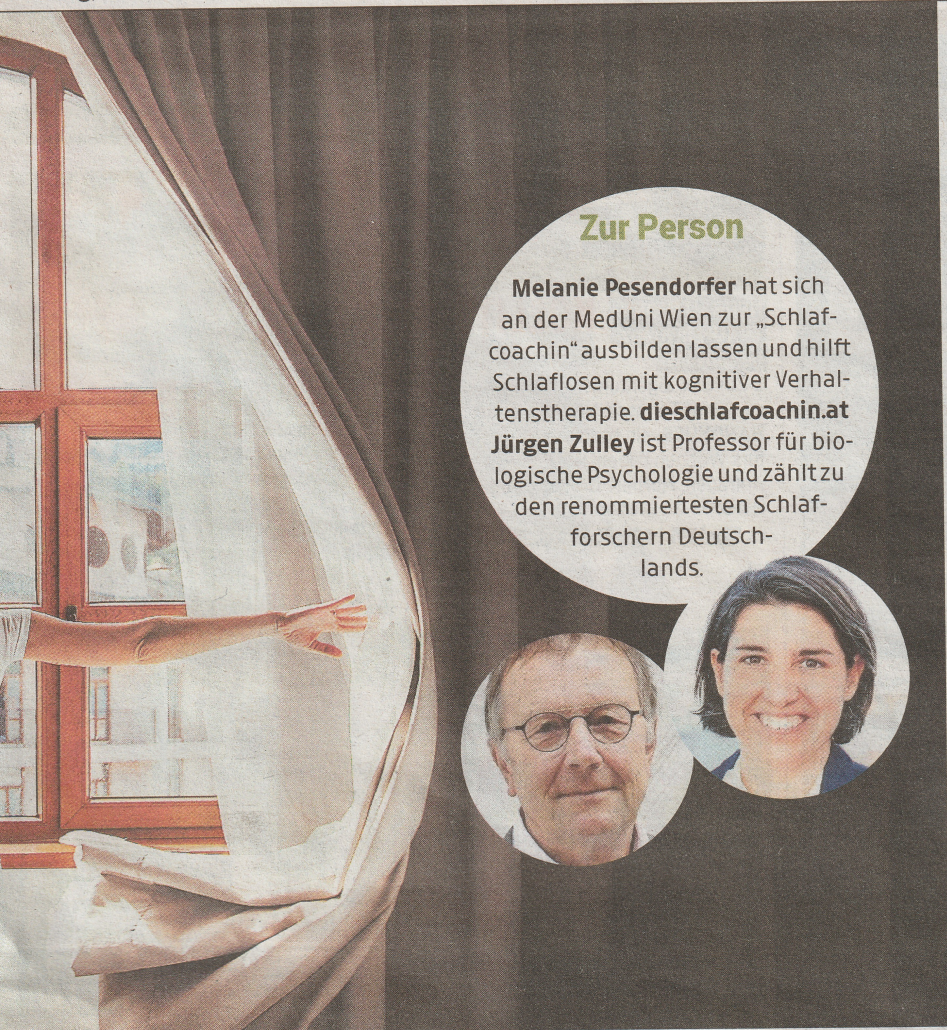 Zur Person
Melanie Pesendorfer hat sich
an der MedUni Wien zur „Schlaf-
coachin“ ausbilden lassen und hilft
Schlaflosen mit kognitiver Verhal-
tenstherapie. dieschlafcoachin.at
Jürgen Zulley ist Professor für bio-
logische Psychologie und zählt zu
den renommiertesten Schlaf-
forschern Deutsch-
lands.